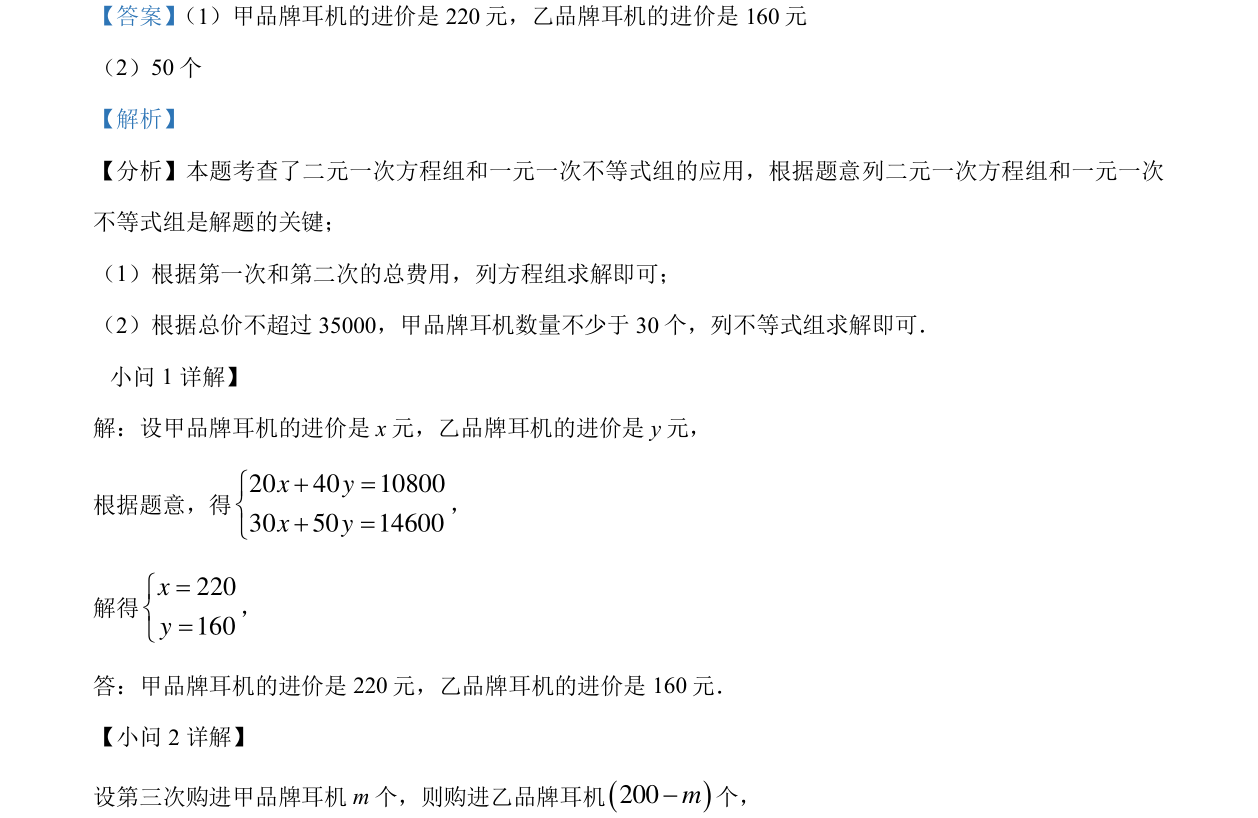 【答案】（1）甲品牌耳机的进价是 220 元，乙品牌耳机的进价是 160 元
（2）50 个
【解析】
【分析】本题考查了二元一次方程组和一元一次不等式组的应用，根据题意列二元一次方程组和一元一次
不等式组是解题的关键；
（1）根据第一次和第二次的总费用，列方程组求解即可；
（2）根据总价不超过 35000，甲品牌耳机数量不少于 30 个，列不等式组求解即可．
小问 1 详解】
解：设甲品牌耳机的进价是 x 元，乙品牌耳机的进价是 y 元，
根据题意，得{20x+40y=10800
30x+50y=14600，
解得{x=220
y=160，
答：甲品牌耳机的进价是 220 元，乙品牌耳机的进价是 160 元．
【小问 2 详解】
设第三次购进甲品牌耳机 m 个，则购进乙品牌耳机(200−m)个，